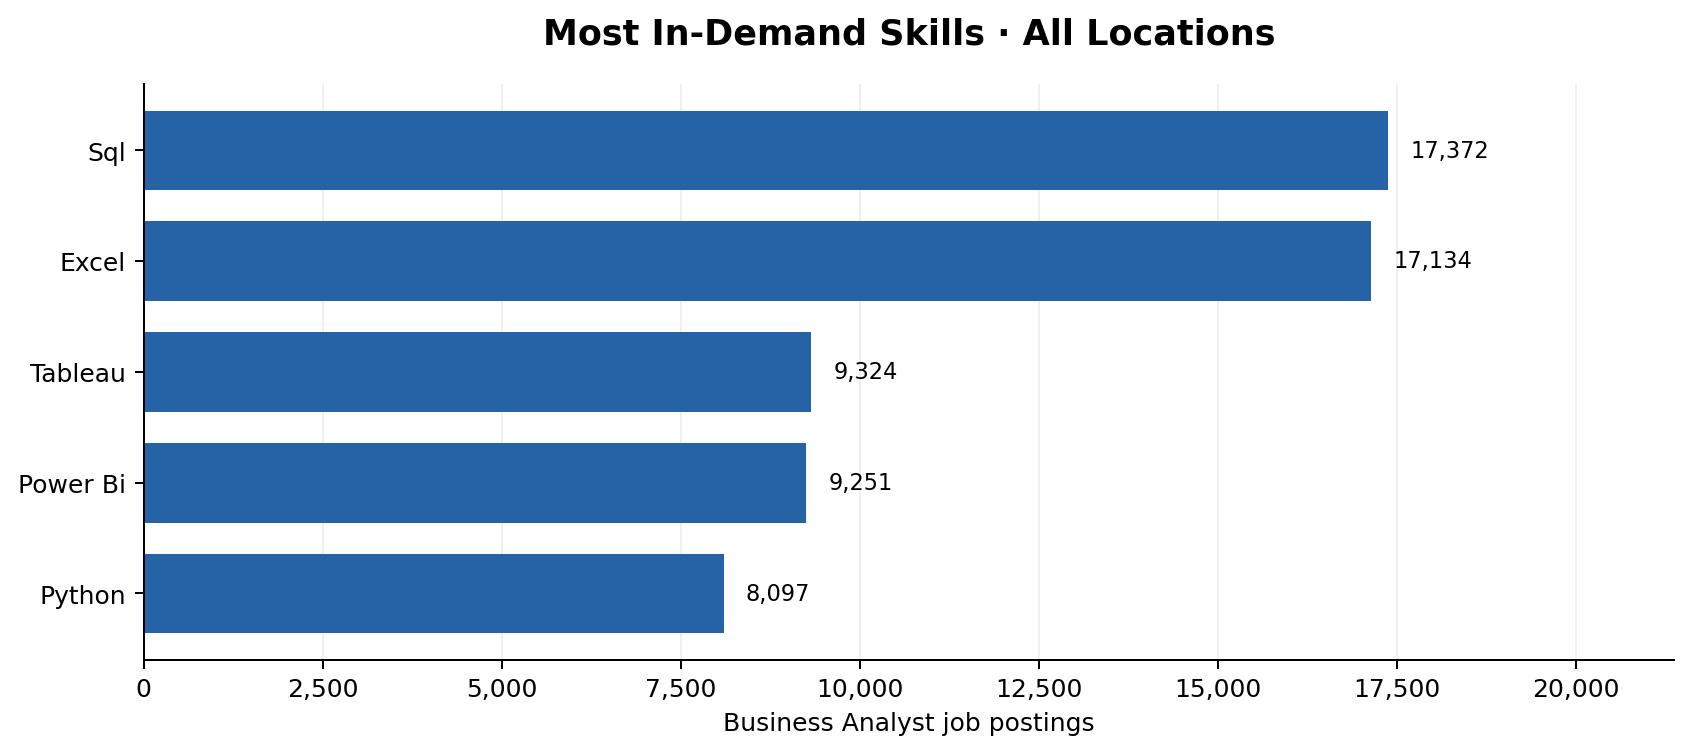 Most In-Demand Skills · All Locations
Sql 17,372
Excel 17,134
Tableau 9,324
Power Bi 9,251
Python 8,097
0 2,500 5,000 7,500 10,000 12,500 15,000 17,500 20,000
Business Analyst job postings